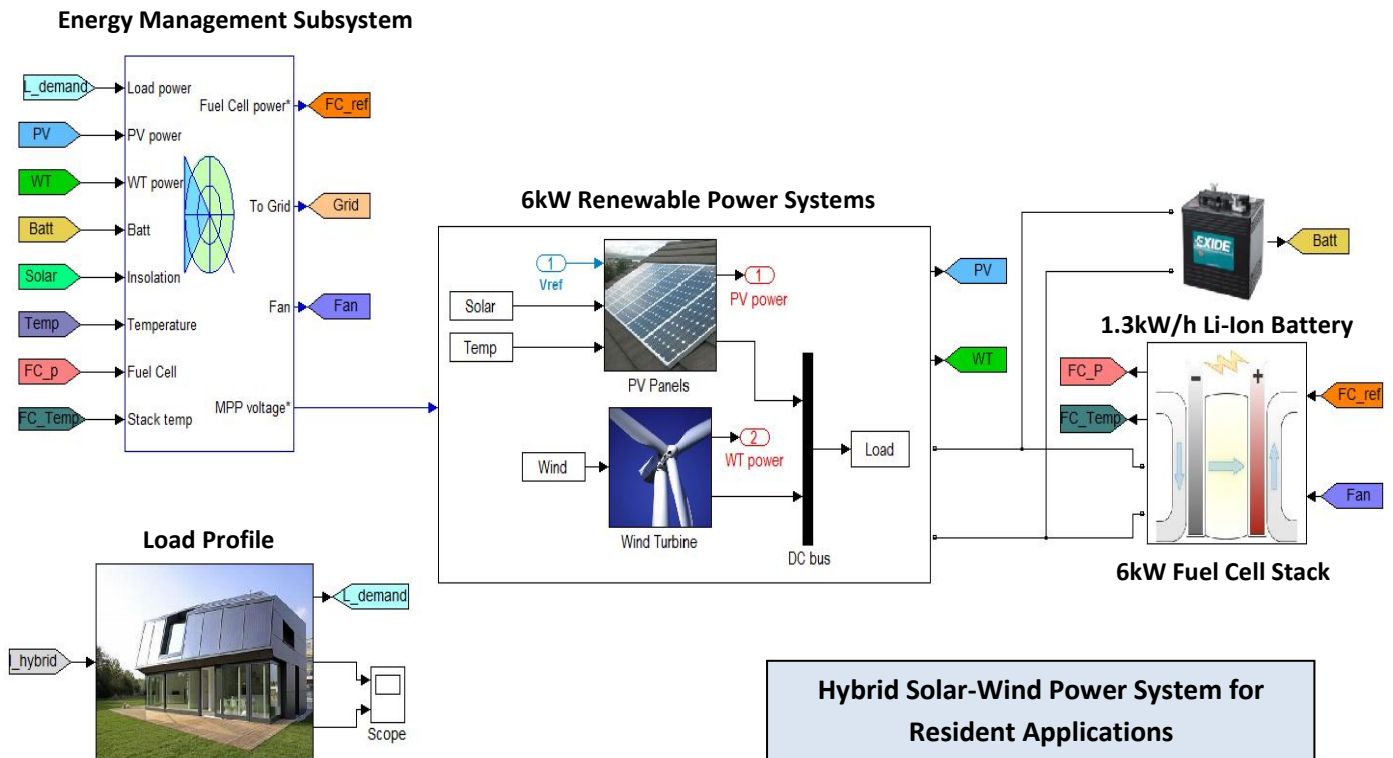 Energy Management Subsystem
L_demand
Load power
Fuel Cell power*
FC_ref
PV
PV power
WT
WT power
To Grid
Grid
Batt
Batt
Solar
Insolation
Fan
Fan
Temp
Temperature
FC_p
Fuel Cell
MPP voltage*
FC_Temp
Stack temp
6kW Renewable Power Systems
1
Vref
1
PV power
Solar
Temp
PV Panels
Wind
2
WT power
Wind Turbine
Load
DC bus
PV
WT
EXIDE
Batt
1.3kW/h Li-Ion Battery
FC_P
FC_Temp
-
+
FC_ref
Fan
6kW Fuel Cell Stack
Load Profile
L_demand
I_hybrid
Scope
Hybrid Solar-Wind Power System for
Resident Applications